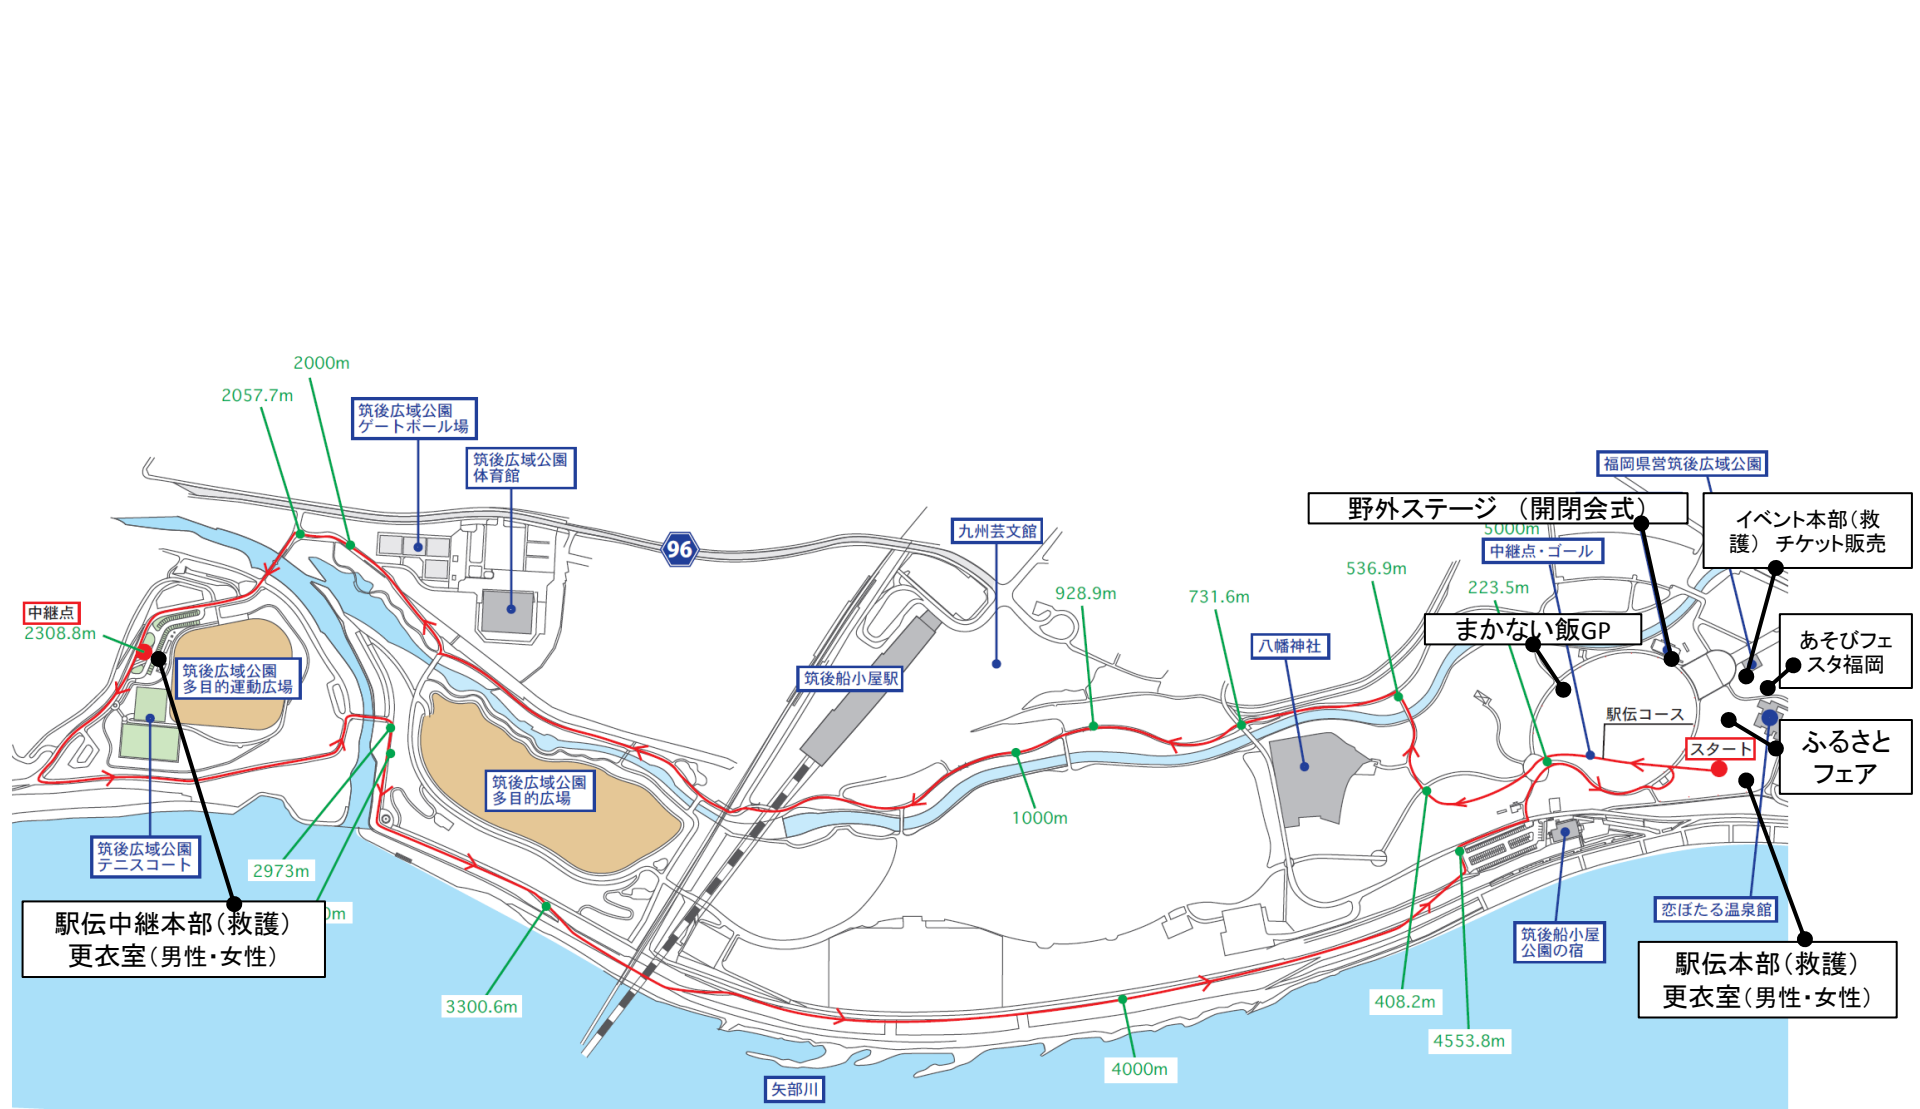 2000m
2057.7m
筑後広域公園
ゲートボール場
筑後広域公園
体育館
96
九州芸文館
福岡県営筑後広域公園
野外ステージ (開閉会式)
イベント本部(救
護) チケット販売
5000m
中継点・ゴール
536.9m
223.5m
928.9m
731.6m
中継点
2308.8m
まかない飯GP
八幡神社
あそびフェ
スタ福岡
筑後広域公園
多目的運動広場
筑後船小屋駅
駅伝コース
スタート
ふるさと
フェア
筑後広域公園
多目的広場
1000m
筑後広域公園
テニスコート
2973m
0m
駅伝中継本部(救護)
更衣室(男性・女性)
恋ぼたる温泉館
筑後船小屋
公園の宿
駅伝本部(救護)
更衣室(男性・女性)
3300.6m
408.2m
4553.8m
4000m
矢部川